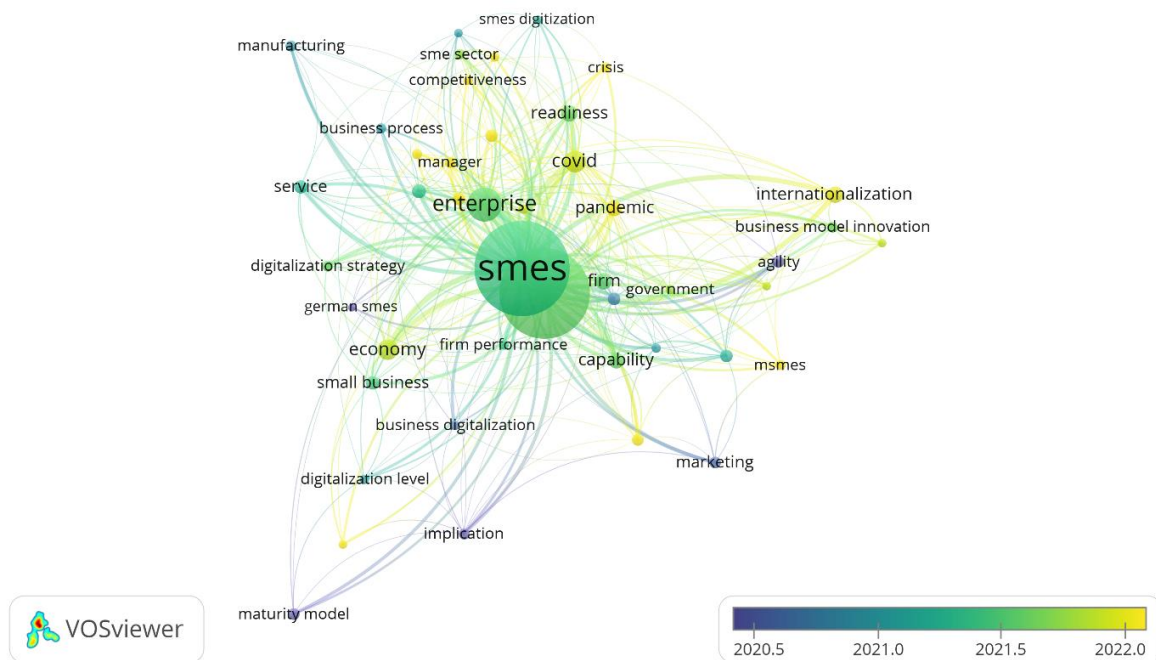 smes digitization
manufacturing
sme sector
crisis
competitiveness
readiness
business process
covid
manager
service
internationalization
enterprise
pandemic
business model innovation
smes
agility
digitalization strategy
firm
government
german smes
firm performance
economy
capability
msmes
small business
business digitalization
marketing
digitalization level
implication
maturity model
VOSviewer
2020.5
2021.0
2021.5
2022.0